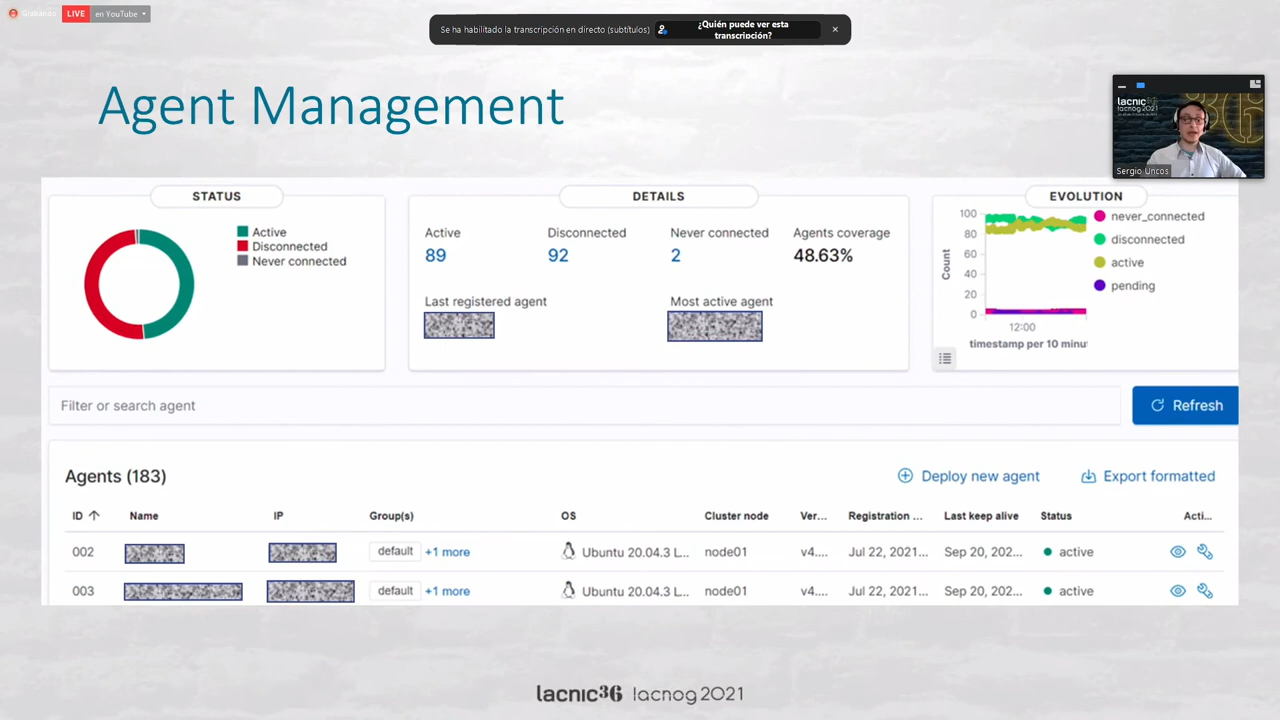 Grabando LIVE en YouTube
Se ha habilitado la transcripción en directo (subtítulos) ¿Quién puede ver esta transcripción?
Agent Management
lacnic36
lacnog 2021
Sergio Uncos
STATUS
Active
Disconnected
Never connected
DETAILS
Active Disconnected Never connected Agents coverage
89 92 2 48.63%
Last registered agent Most active agent
EVOLUTION
Count
100
80
60
40
20
0
12:00
timestamp per 10 minut
never_connected
disconnected
active
pending
Filter or search agent Refresh
Agents (183) Deploy new agent Export formatted
ID Name IP Group(s) OS Cluster node Ver... Registration ... Last keep alive Status Acti...
002 default +1 more Ubuntu 20.04.3 L... node01 v4.... Jul 22, 2021... Sep 20, 202... active
003 default +1 more Ubuntu 20.04.3 L... node01 v4.... Jul 22, 2021... Sep 20, 202... active
lacnic36 lacnog 2021